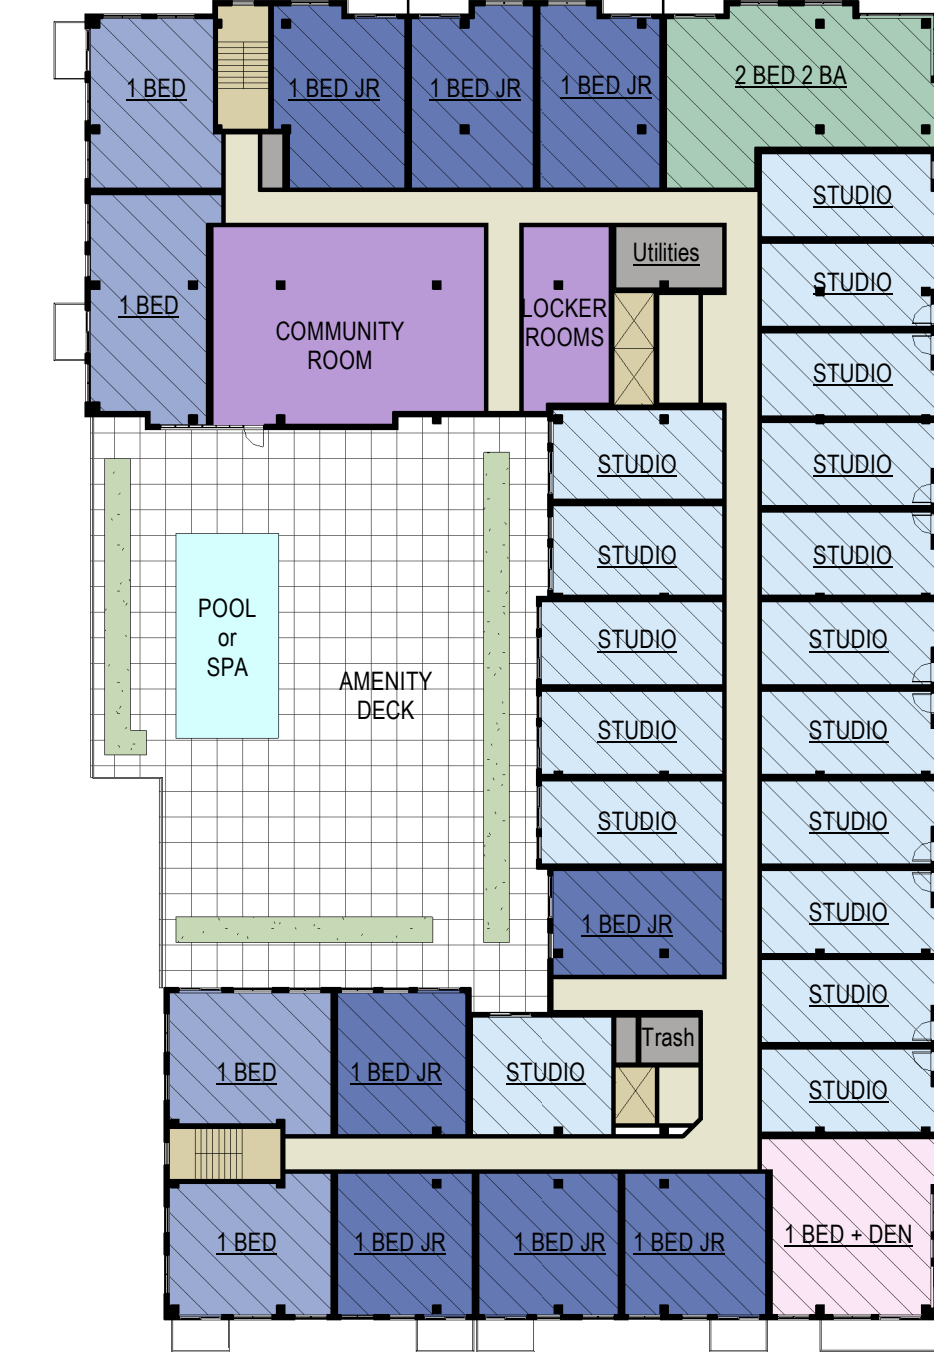 1 BED
1 BED JR
1 BED JR
1 BED JR
2 BED 2 BA
STUDIO
Utilities
STUDIO
1 BED
COMMUNITY
ROOM
LOCKER
ROOMS
STUDIO
STUDIO
STUDIO
STUDIO
STUDIO
POOL
or
SPA
AMENITY
DECK
STUDIO
STUDIO
STUDIO
STUDIO
STUDIO
STUDIO
1 BED JR
STUDIO
STUDIO
Trash
1 BED
1 BED JR
STUDIO
STUDIO
1 BED
1 BED JR
1 BED JR
1 BED JR
1 BED + DEN